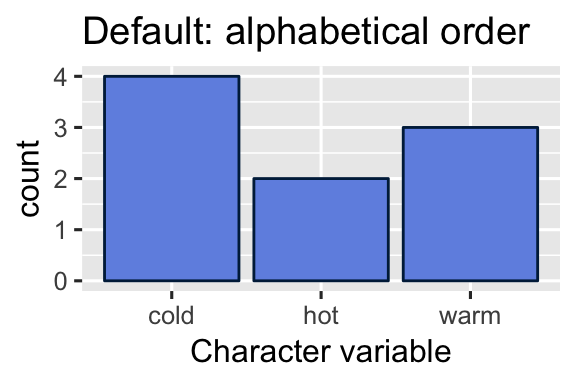 Default: alphabetical order
count
4
3
2
1
0
cold hot warm
Character variable